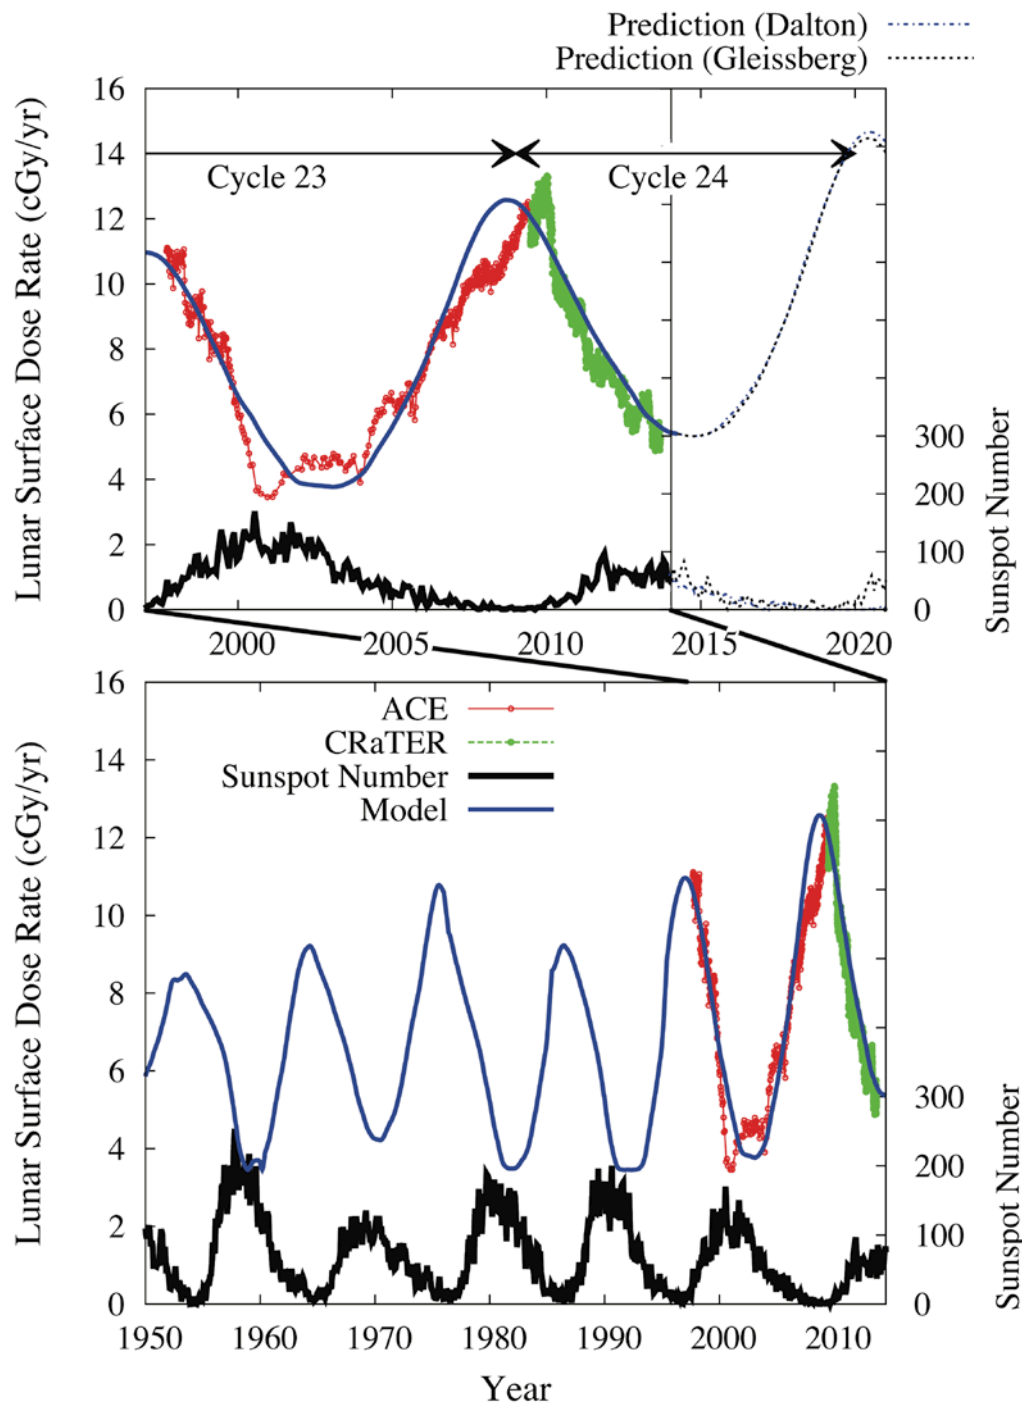 Prediction (Dalton)
Prediction (Gleissberg)
16
14
12
10
8
6
4
2
0
Lunar Surface Dose Rate (cGy/yr)
Cycle 23
Cycle 24
300
200
100
0
Sunspot Number
2000 2005 2010 2015 2020
16
14
12
10
8
6
4
2
0
Lunar Surface Dose Rate (cGy/yr)
ACE
CRaTER
Sunspot Number
Model
300
200
100
0
Sunspot Number
1950 1960 1970 1980 1990 2000 2010
Year